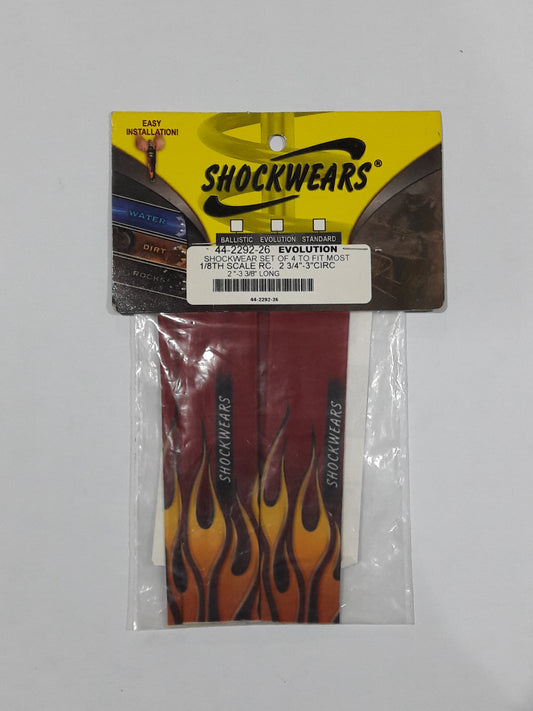 EASY
INSTALLATION!
SHOCKWEARS®
WATER
DIRT
ROCKS
BALLISTIC EVOLUTION STANDARD
44-2292-26 EVOLUTION
SHOCKWEAR SET OF 4 TO FIT MOST
1/8TH SCALE RC, 2 3/4"-3"CIRC
2 "-3 3/8" LONG
44-2292-26
SHOCKWEARS
SHOCKWEARS